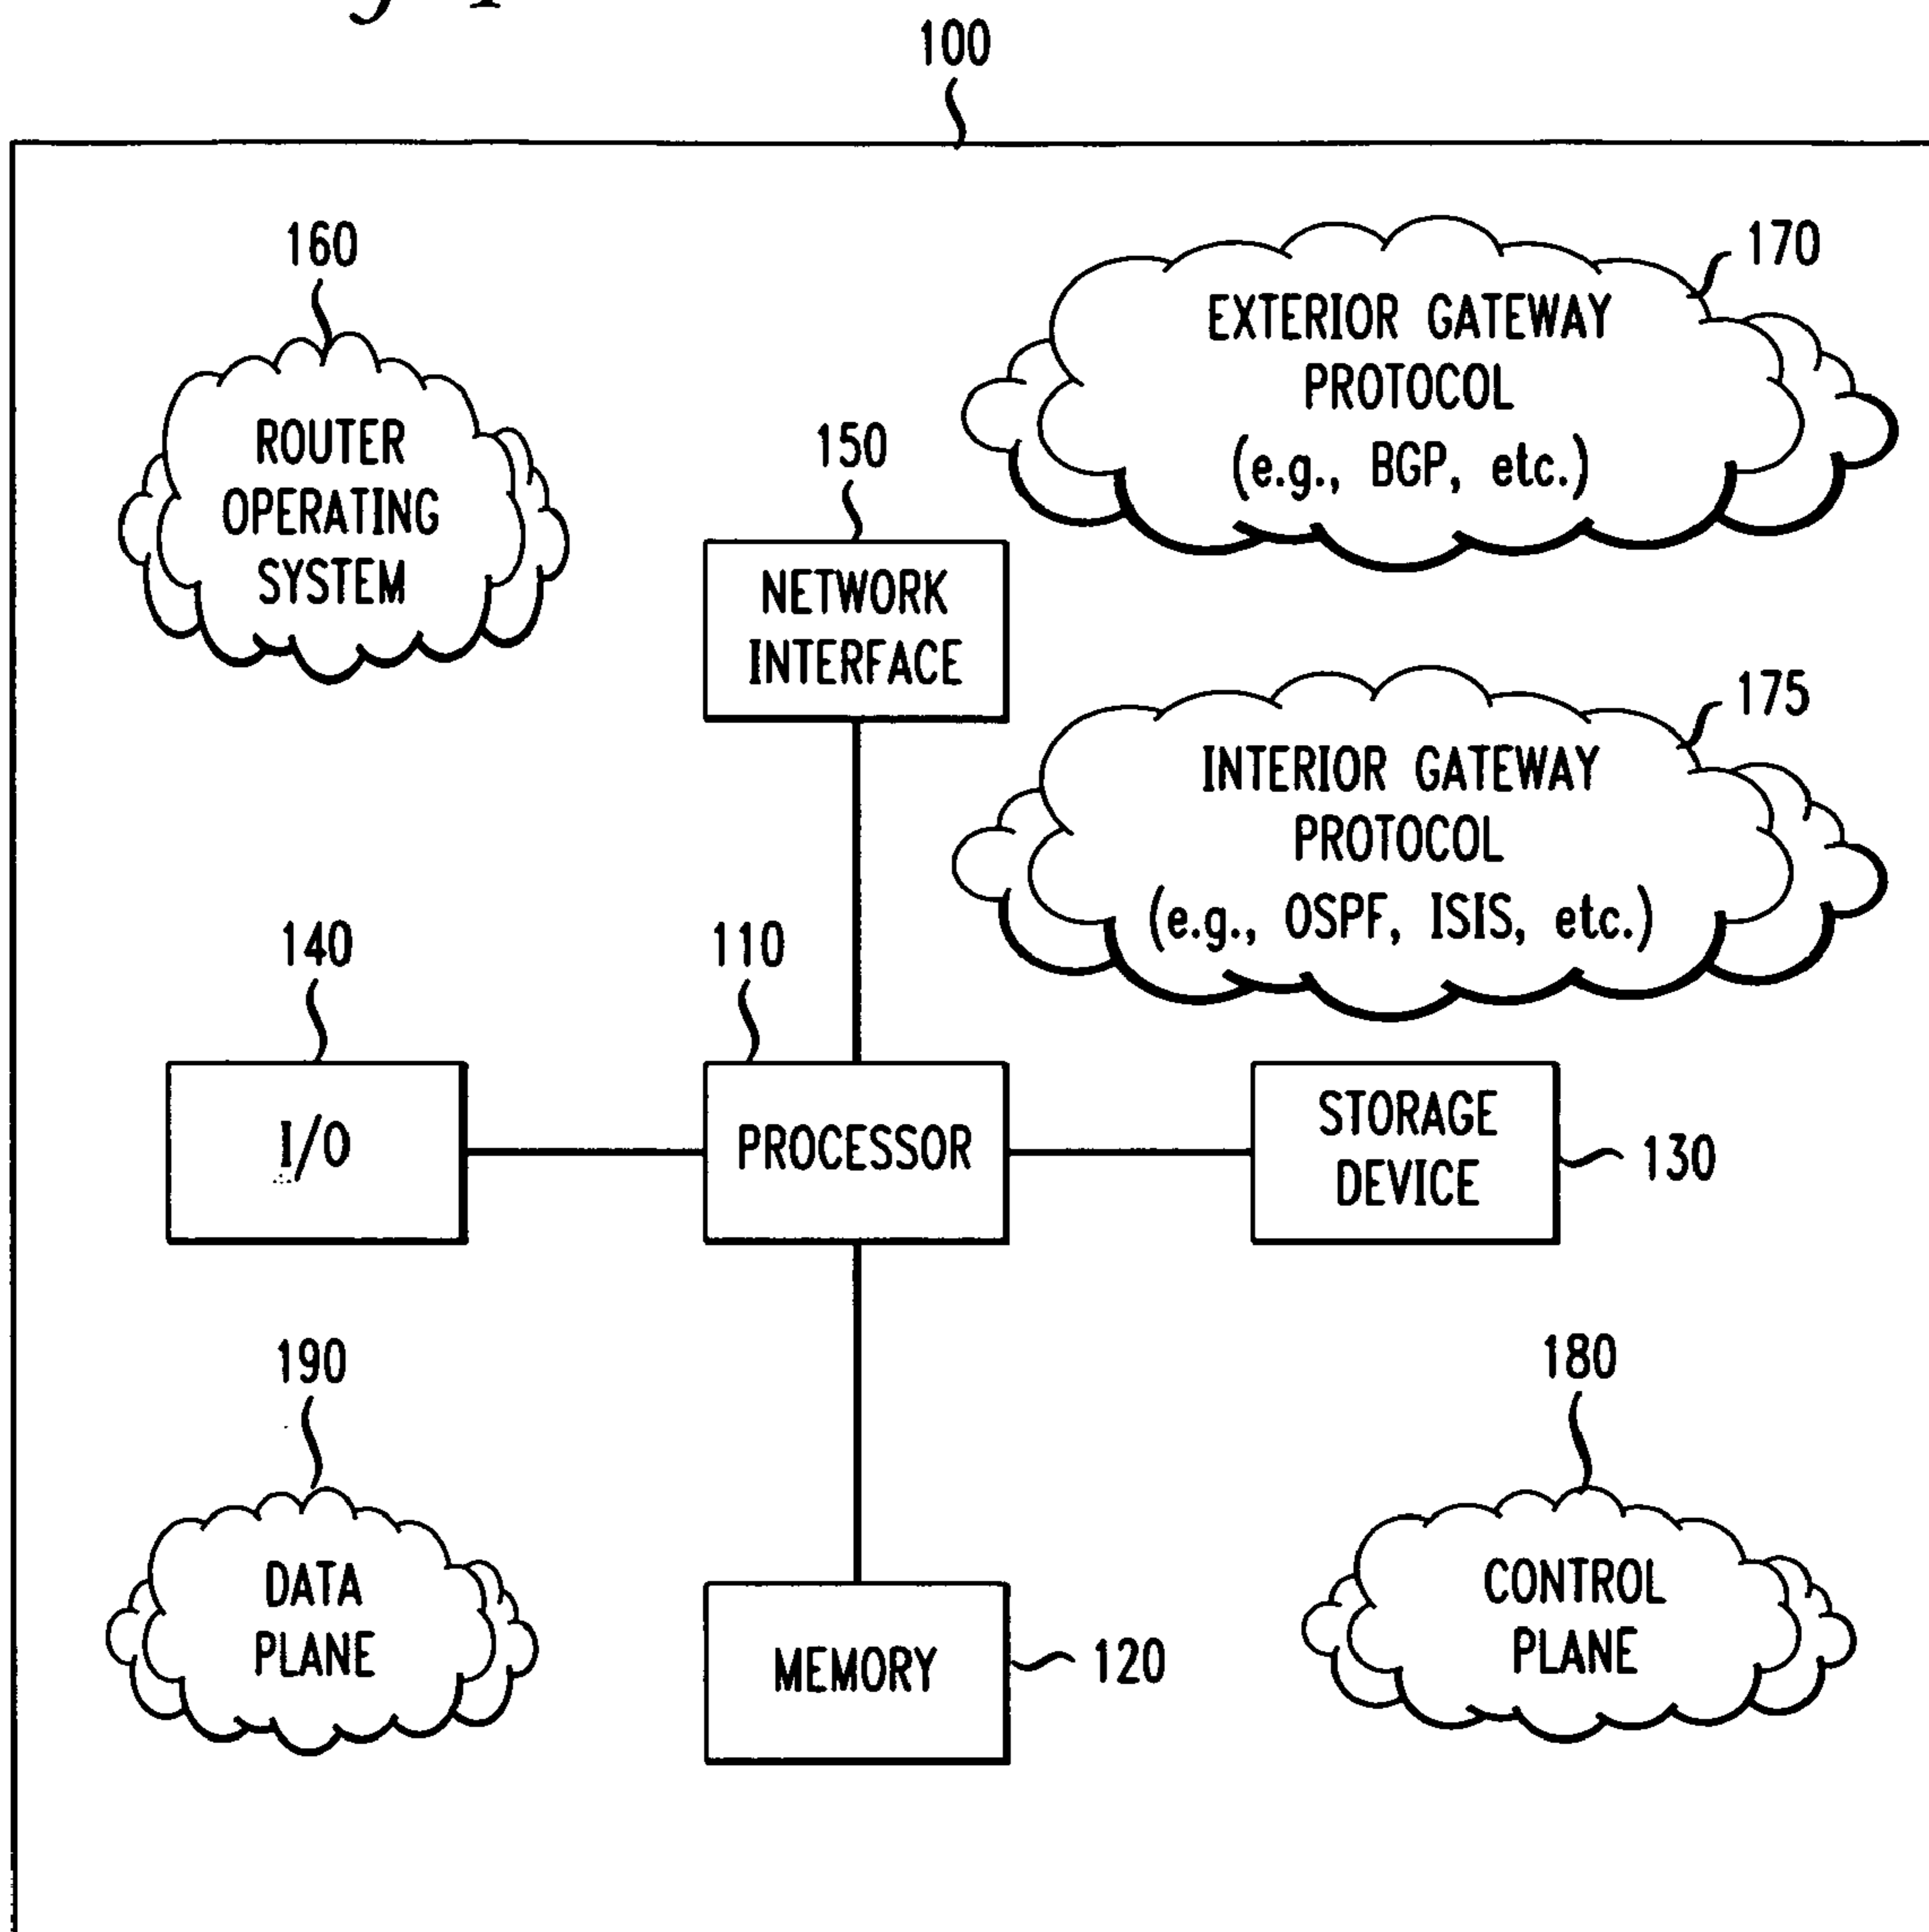 100
160
ROUTER
OPERATING
SYSTEM
170
EXTERIOR GATEWAY
PROTOCOL
(e.g., BGP, etc.)
150
NETWORK
INTERFACE
175
INTERIOR GATEWAY
PROTOCOL
(e.g., OSPF, ISIS, etc.)
140
I/O
110
PROCESSOR
STORAGE
DEVICE
130
190
DATA
PLANE
MEMORY
120
180
CONTROL
PLANE